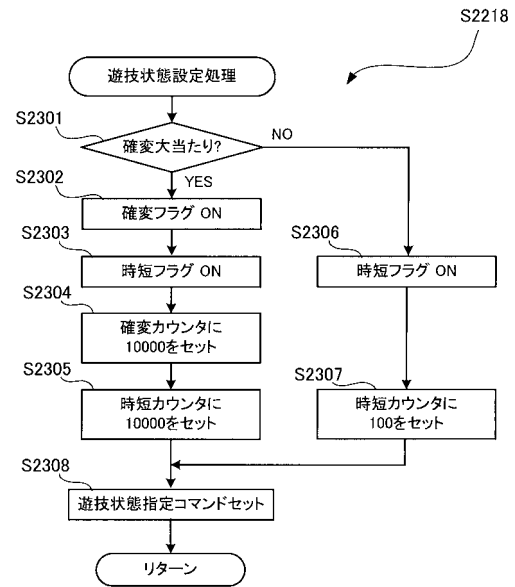 S2218
遊技状態設定処理
S2301
確変大当たり?
NO
YES
S2302
確変フラグ ON
S2303
時短フラグ ON
S2304
確変カウンタに
10000をセット
S2305
時短カウンタに
10000をセット
S2306
時短フラグ ON
S2307
時短カウンタに
100をセット
S2308
遊技状態指定コマンドセット
リターン